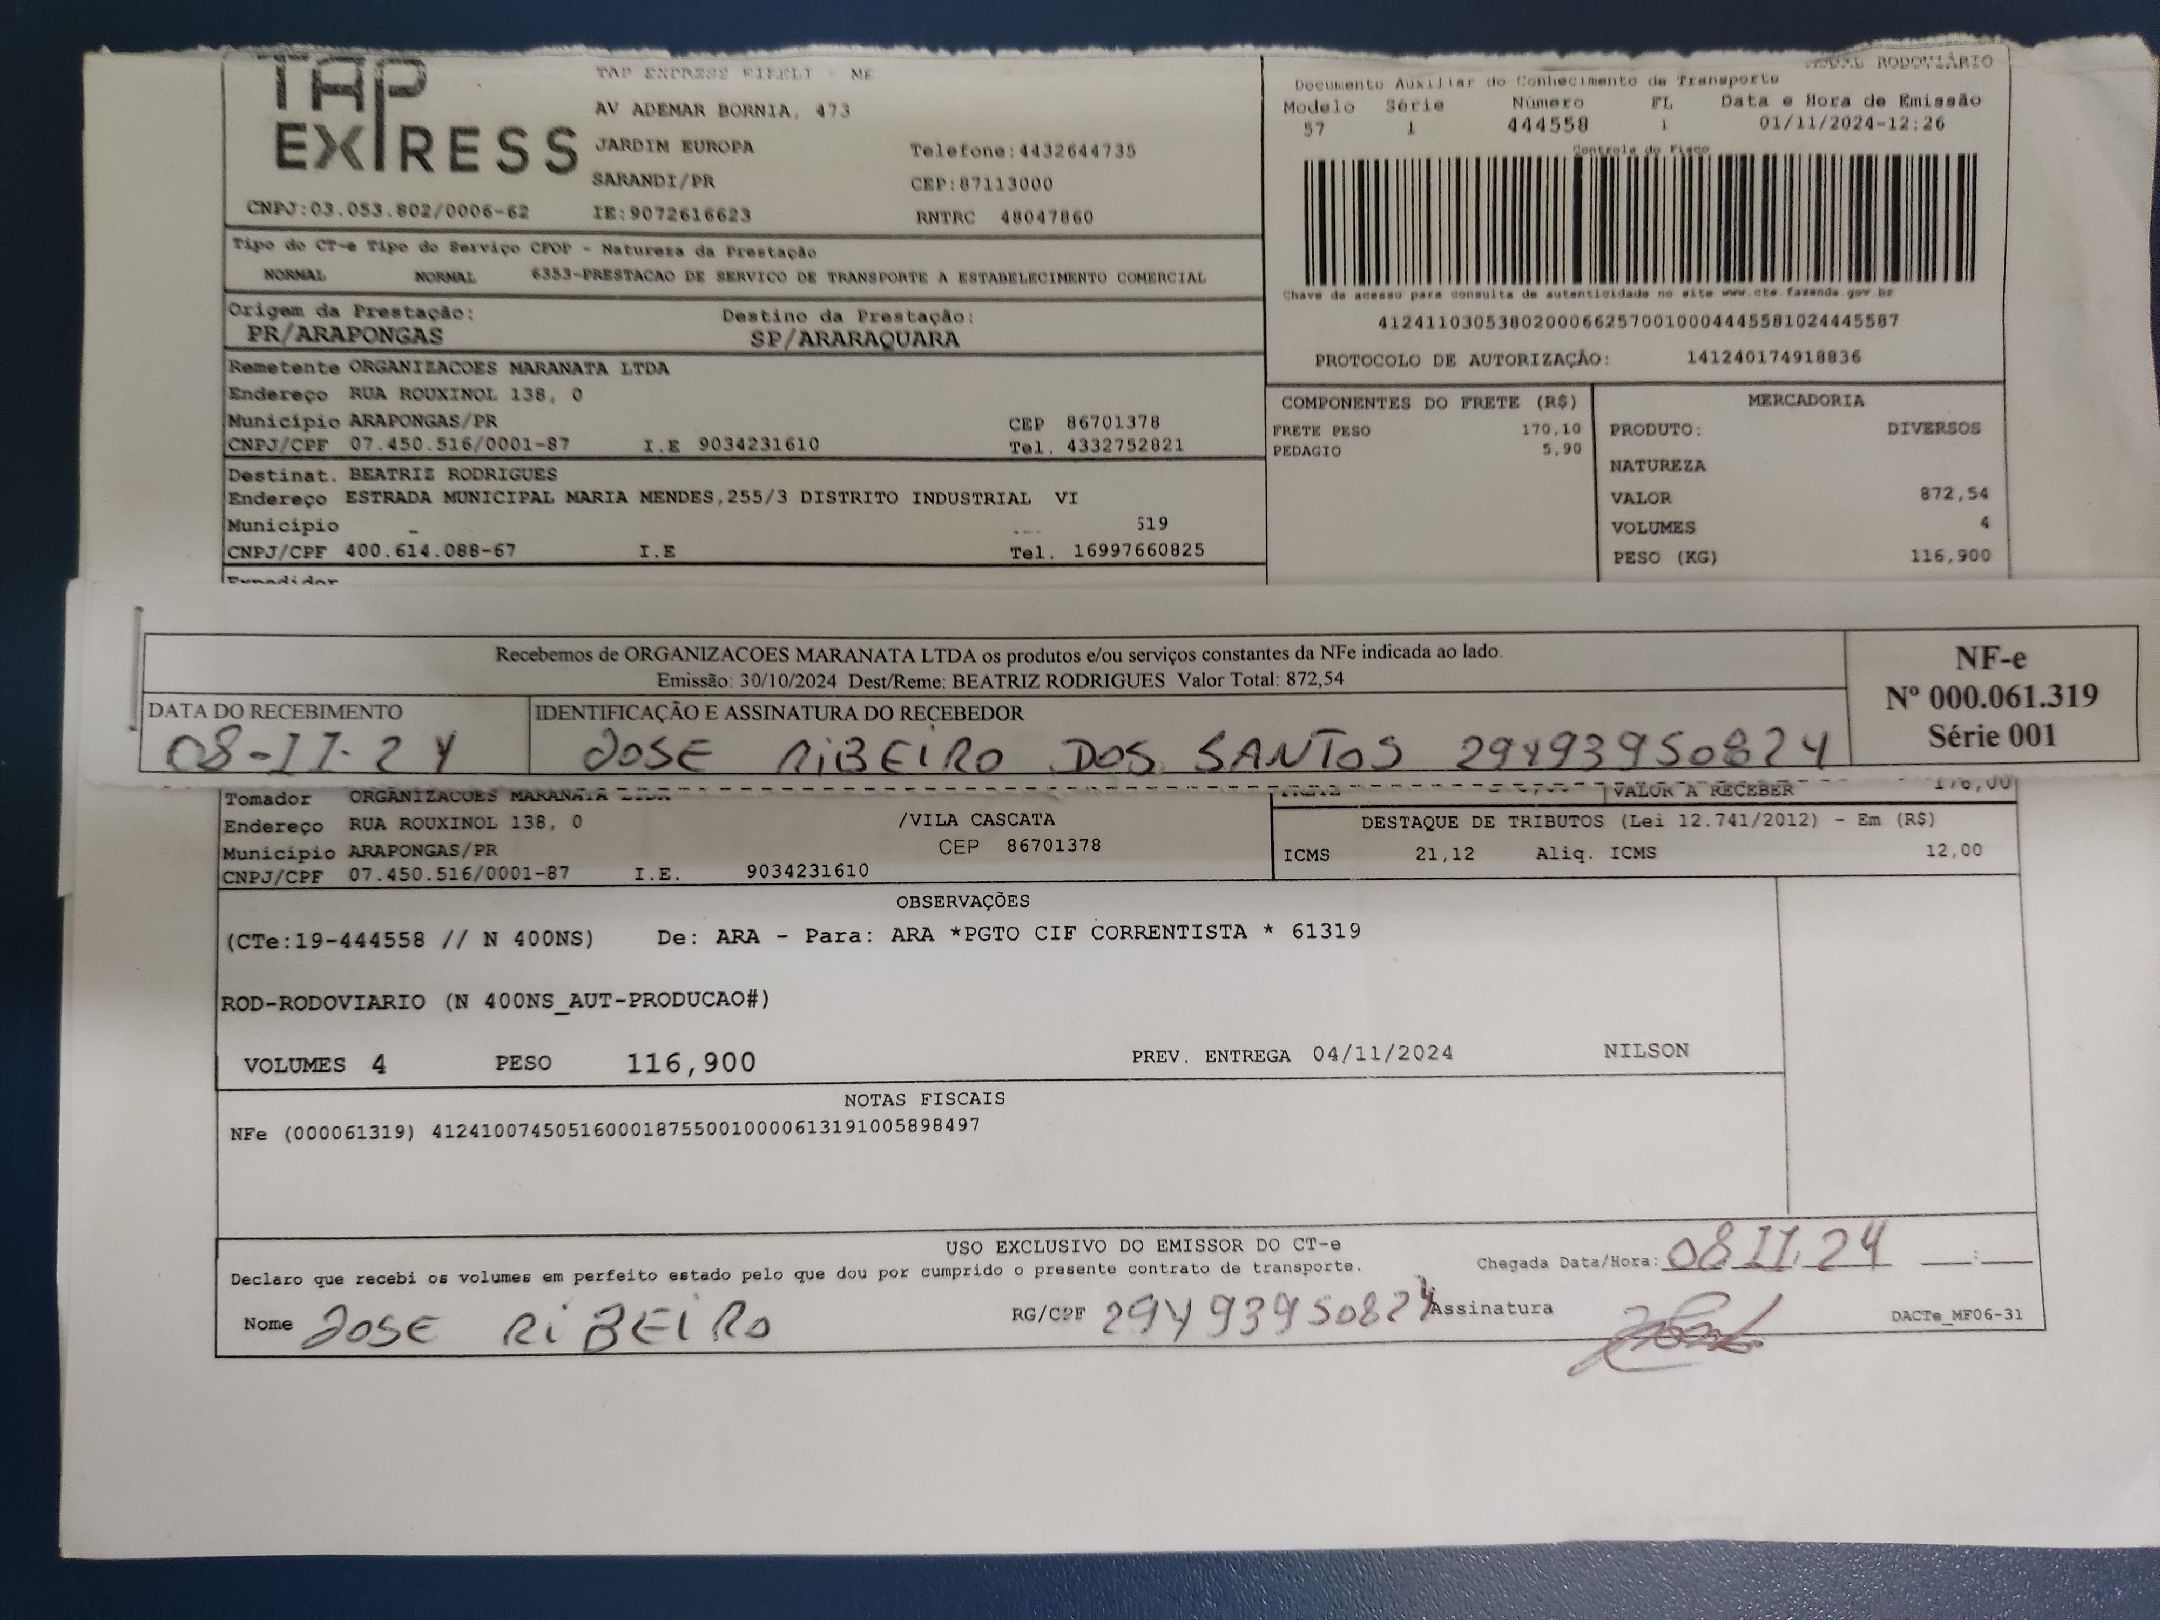 TAP EXPRESS
TAP EXPRESS EIRELI - ME
AV ADEMAR BORNIA, 473
JARDIM EUROPA Telefone:4432644735
SARANDI/PR CEP:87113000
CNPJ:03.053.802/0006-62 IE:9072616623 RNTRC 48047860
RODOVIÁRIO
Documento Auxiliar do Conhecimento de Transporte
Modelo Série Número FL Data e Hora de Emissão
57 1 444558 1 01/11/2024-12:26
Controle do Fisco
Chave de acesso para consulta de autenticidade no site www.cte.fazenda.gov.br
41241103053802000662570010004445581024445587
PROTOCOLO DE AUTORIZAÇÃO: 141240174918836
Tipo do CT-e Tipo do Serviço CFOP - Natureza da Prestação
NORMAL NORMAL 6353-PRESTACAO DE SERVICO DE TRANSPORTE A ESTABELECIMENTO COMERCIAL
Origem da Prestação: Destino da Prestação:
PR/ARAPONGAS SP/ARARAQUARA
Remetente ORGANIZACOES MARANATA LTDA
Endereço RUA ROUXINOL 138, 0
Município ARAPONGAS/PR CEP 86701378
CNPJ/CPF 07.450.516/0001-87 I.E 9034231610 Tel. 4332752821
Destinat. BEATRIZ RODRIGUES
Endereço ESTRADA MUNICIPAL MARIA MENDES,255/3 DISTRITO INDUSTRIAL VI
Município 519
CNPJ/CPF 400.614.088-67 I.E Tel. 16997660825
Expedidor
COMPONENTES DO FRETE (R$)
FRETE PESO 170,10
PEDAGIO 5,90
MERCADORIA
PRODUTO: DIVERSOS
NATUREZA
VALOR 872,54
VOLUMES 4
PESO (KG) 116,900
Recebemos de ORGANIZACOES MARANATA LTDA os produtos e/ou serviços constantes da NFe indicada ao lado.
Emissão: 30/10/2024 Dest/Reme: BEATRIZ RODRIGUES Valor Total: 872,54
DATA DO RECEBIMENTO IDENTIFICAÇÃO E ASSINATURA DO RECEBEDOR
08-11-24 JOSE RiBEiRO DOS SANTOS 29493950824
NF-e
Nº 000.061.319
Série 001
Tomador ORGANIZACOES MARANATA LTDA
Endereço RUA ROUXINOL 138, 0 /VILA CASCATA
Município ARAPONGAS/PR CEP 86701378
CNPJ/CPF 07.450.516/0001-87 I.E. 9034231610
VALOR A RECEBER 176,00
DESTAQUE DE TRIBUTOS (Lei 12.741/2012) - Em (R$)
ICMS 21,12 Aliq. ICMS 12,00
OBSERVAÇÕES
(CTe:19-444558 // N 400NS) De: ARA - Para: ARA *PGTO CIF CORRENTISTA * 61319
ROD-RODOVIARIO (N 400NS_AUT-PRODUCAO#)
VOLUMES 4 PESO 116,900 PREV. ENTREGA 04/11/2024 NILSON
NOTAS FISCAIS
NFe (000061319) 41241007450516000187550010000613191005898497
USO EXCLUSIVO DO EMISSOR DO CT-e
Declaro que recebi os volumes em perfeito estado pelo que dou por cumprido o presente contrato de transporte. Chegada Data/Hora: 08 11.24 :
Nome JOSE RiBEiRO RG/CPF 29493950824 Assinatura DACTe_MF06-31